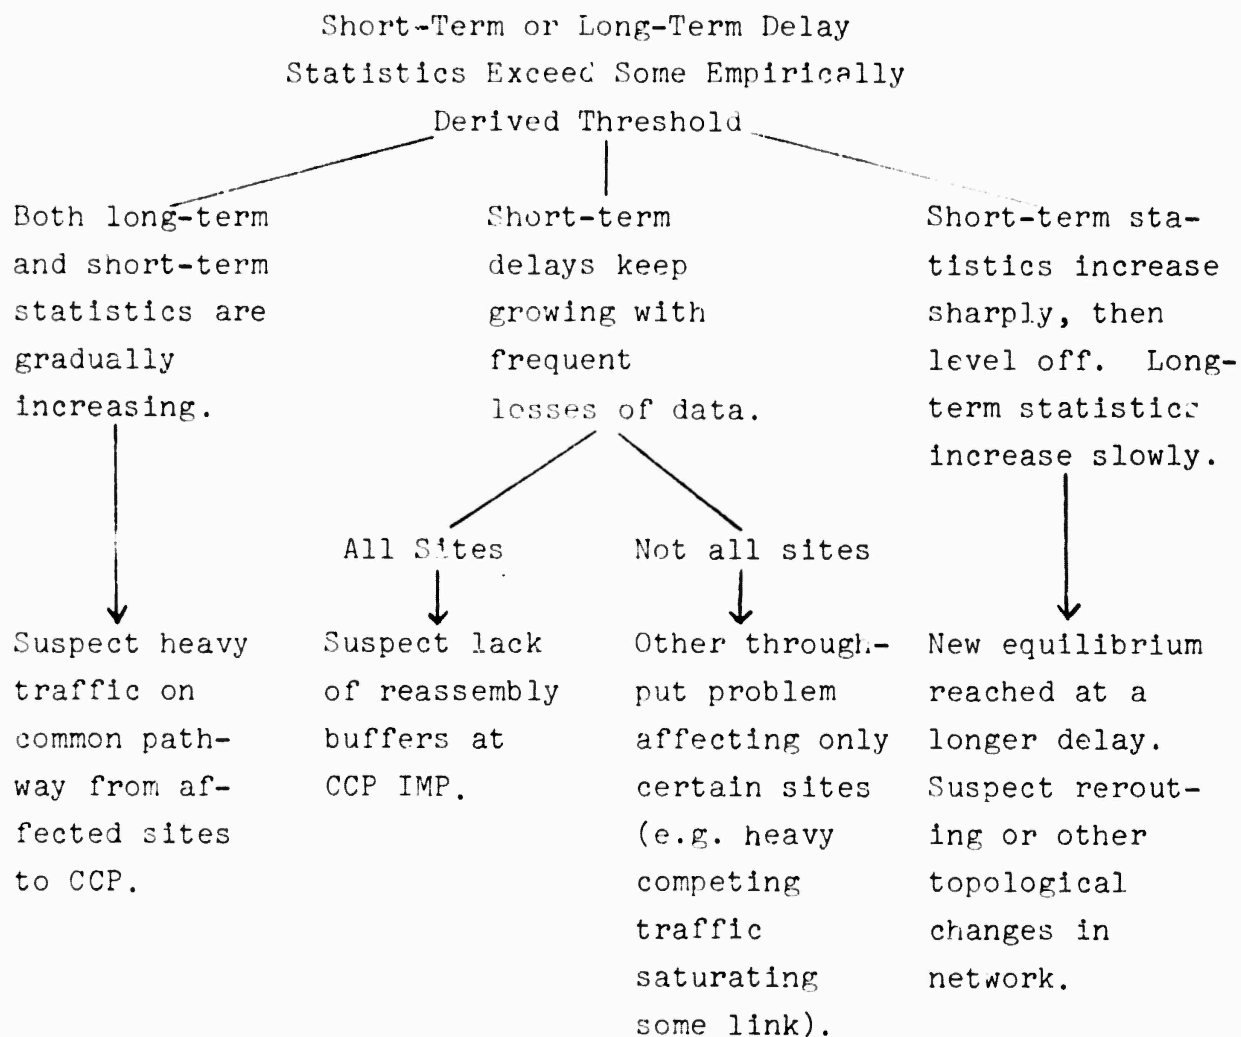 Short-Term or Long-Term Delay
Statistics Exceed Some Empirically
Derived Threshold
Both long-term
and short-term
statistics are
gradually
increasing.
Short-term
delays keep
growing with
frequent
losses of data.
Short-term sta-
tistics increase
sharply, then
level off. Long-
term statistics
increase slowly.
All Sites
Not all sites
Suspect heavy
traffic on
common path-
way from af-
fected sites
to CCP.
Suspect lack
of reassembly
buffers at
CCP IMP.
Other through-
put problem
affecting only
certain sites
(e.g. heavy
competing
traffic
saturating
some link).
New equilibrium
reached at a
longer delay.
Suspect rerout-
ing or other
topological
changes in
network.